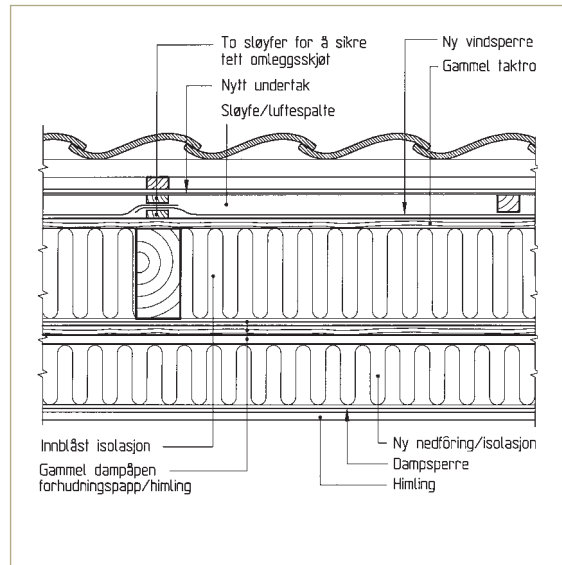 To sløyfer for å sikre
tett omleggsskjøt
Nytt undertak
Sløyfe/luftespalte
Ny vindsperre
Gammel taktro
Innblåst isolasjon
Gammel dampåpen
forhudningspapp/himling
Ny nedfôring/isolasjon
Dampsperre
Himling